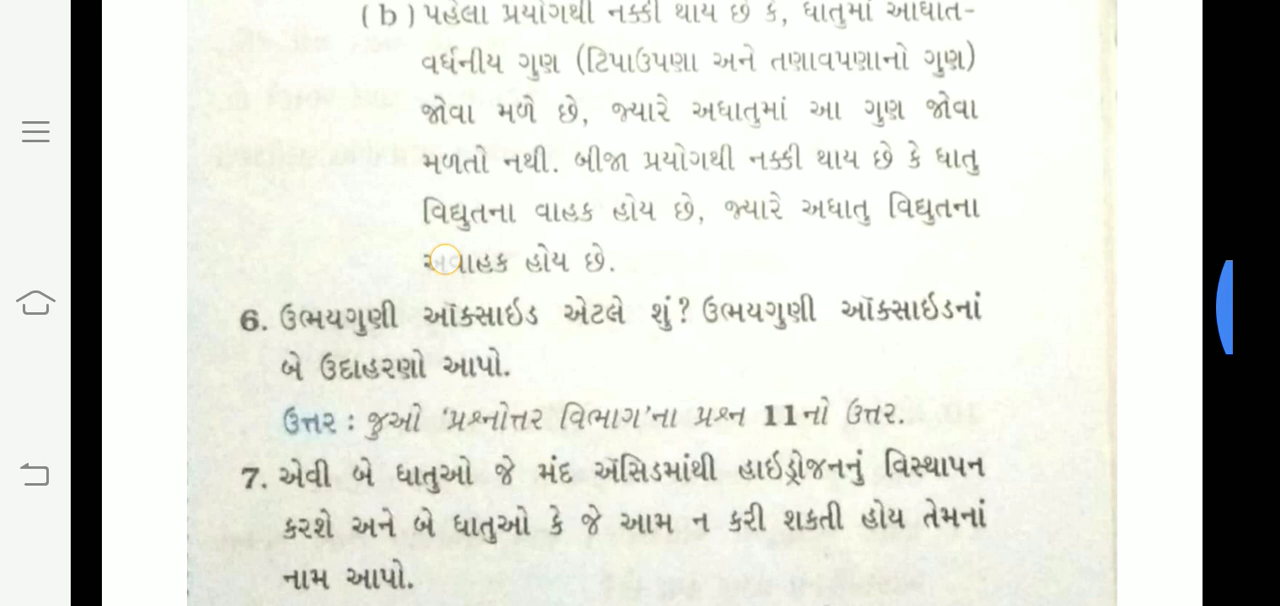 ( b ) પહેલા પ્રયોગથી નક્કી થાય છે કે, ધાતુમાં આઘાત-
વર્ધનીય ગુણ (ટિપાઉપણા અને તણાવપણાનો ગુણ)
જોવા મળે છે, જ્યારે અધાતુમાં આ ગુણ જોવા
મળતો નથી. બીજા પ્રયોગથી નક્કી થાય છે કે ધાતુ
વિદ્યુતના વાહક હોય છે, જ્યારે અધાતુ વિદ્યુતના
અવાહક હોય છે.
6. ઉભયગુણી ઑક્સાઇડ એટલે શું? ઉભયગુણી ઑક્સાઇડનાં
બે ઉદાહરણો આપો.
ઉત્તર : જુઓ ‘પ્રશ્નોત્તર વિભાગ’ના પ્રશ્ન 11નો ઉત્તર.
7. એવી બે ધાતુઓ જે મંદ ઍસિડમાંથી હાઇડ્રોજનનું વિસ્થાપન
કરશે અને બે ધાતુઓ કે જે આમ ન કરી શકતી હોય તેમનાં
નામ આપો.